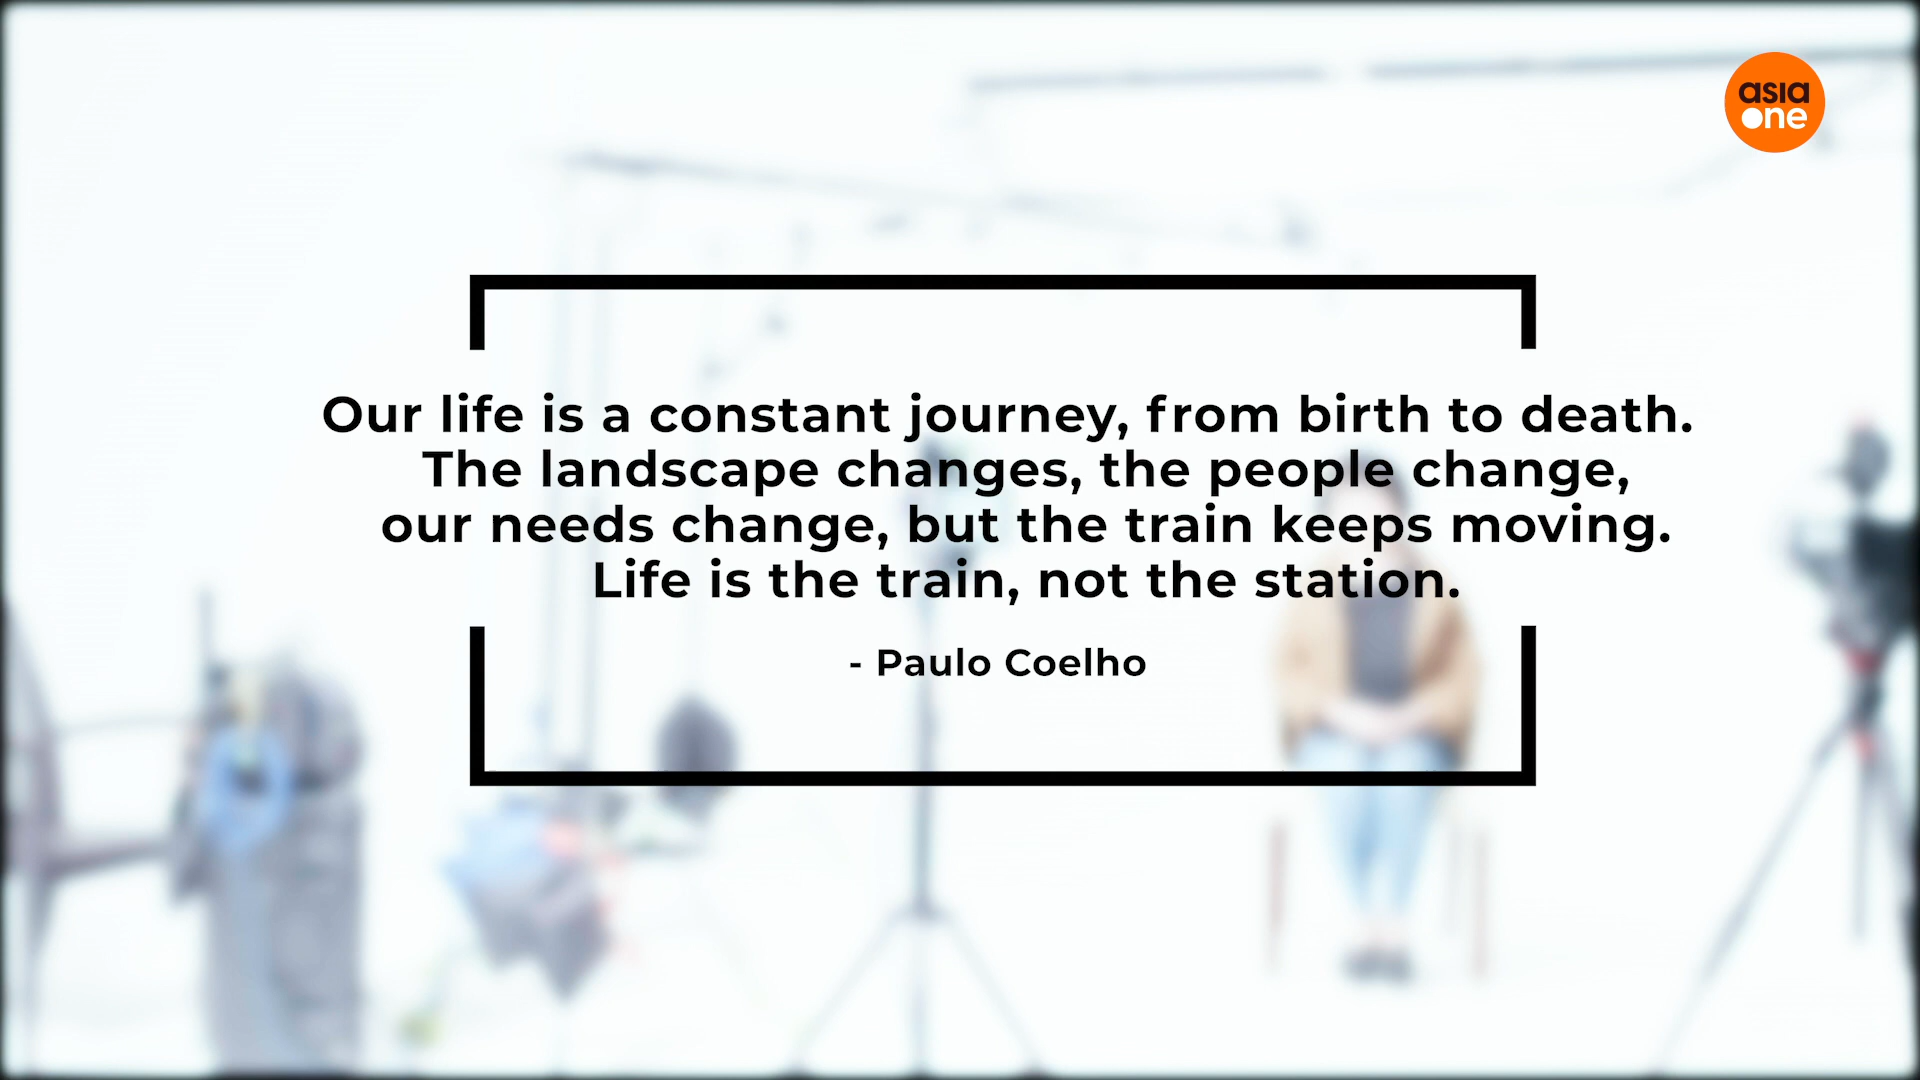 asia
one
Our life is a constant journey, from birth to death.
The landscape changes, the people change,
our needs change, but the train keeps moving.
Life is the train, not the station.
- Paulo Coelho